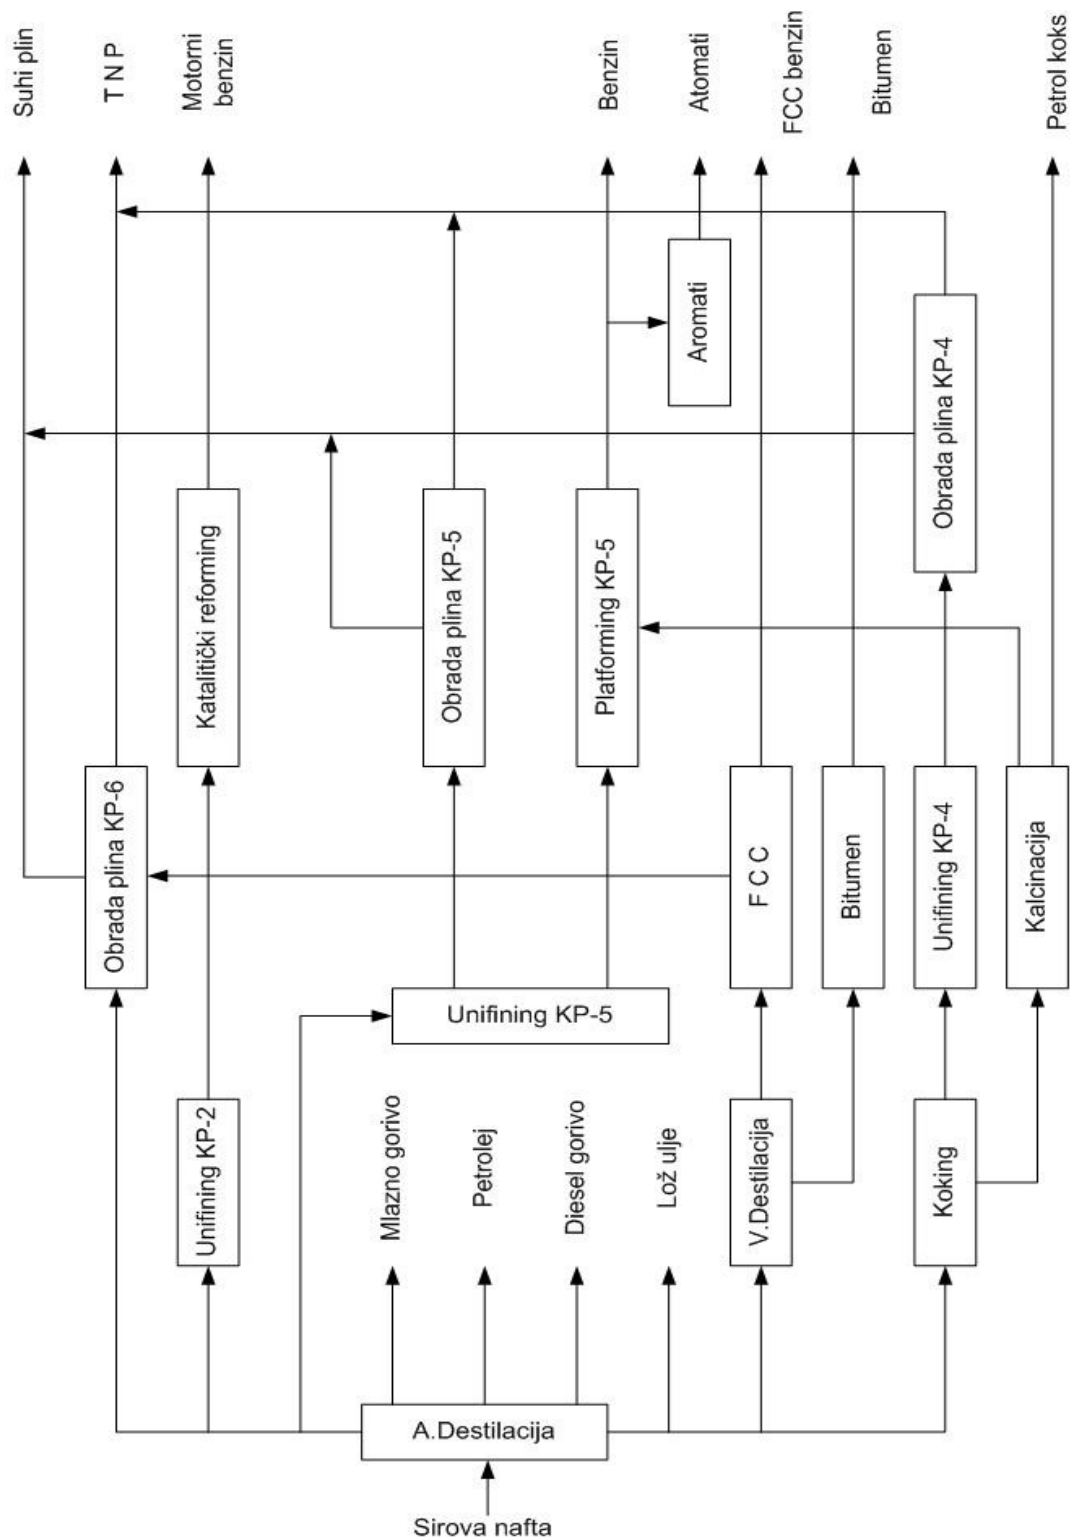 Suhi plin
T N P
Motorni
benzin
Benzin
Atomati
FCC benzin
Bitumen
Petrol koks
Aromati
Obrada plina KP-4
Katalitički reforming
Obrada plina KP-5
Platforming KP-5
Obrada plina KP-6
F C C
Bitumen
Unifining KP-4
Kalcinacija
Unifining KP-5
Unifining KP-2
Mlazno gorivo
Petrolej
Diesel gorivo
Lož ulje
V.Destilacija
Koking
A.Destilacija
Sirova nafta